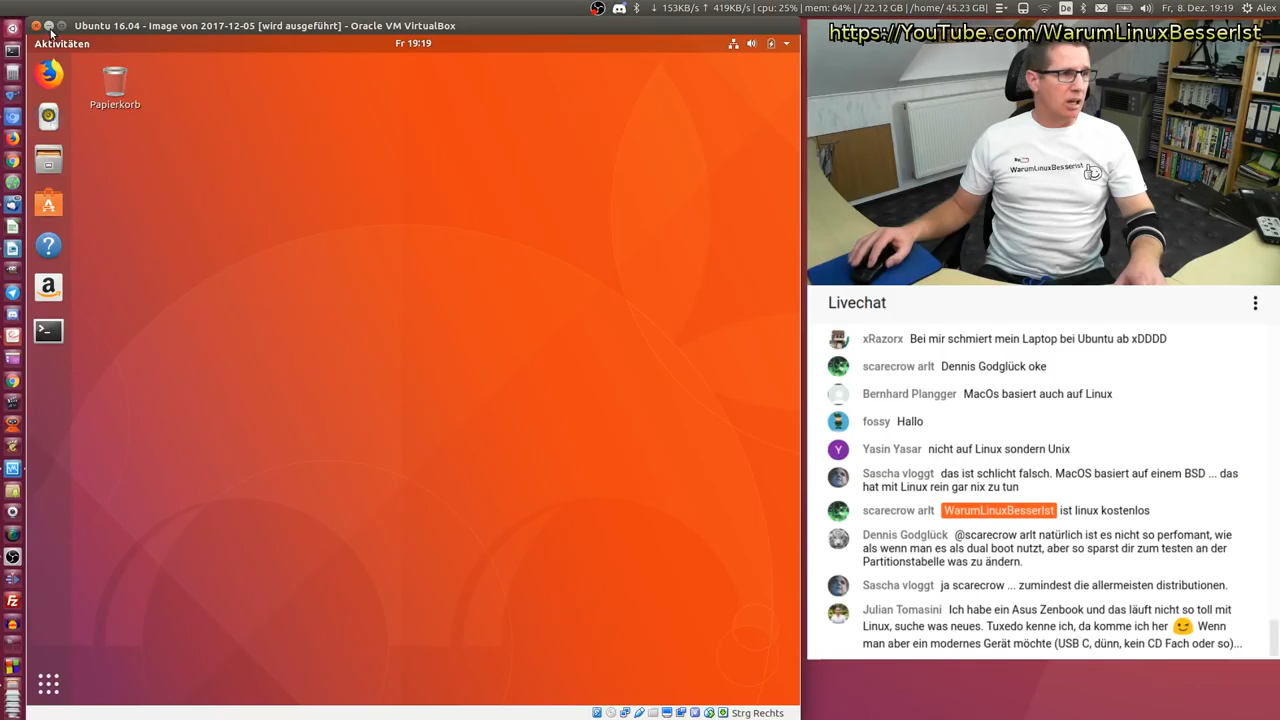 153KB/s 419KB/s cpu: 25% mem: 64% // 22.12 GB /home/45.23 GB De Fr, 8. Dez, 19:19 Alex
Ubuntu 16.04 - Image von 2017-12-05 [wird ausgeführt] - Oracle VM VirtualBox
https://YouTube.com/WarumLinuxBesserIst
Aktivitäten
Fr 19:19
Papierkorb
WarumLinuxBesserIst
Livechat
xRazorx Bei mir schmiert mein Laptop bei Ubuntu ab xDDDD
scarecrow arlt Dennis Godglück oke
Bernhard Plangger MacOs basiert auch auf Linux
fossy Hallo
Y Yasin Yasar nicht auf Linux sondern Unix
Sascha vloggt das ist schlicht falsch. MacOS basiert auf einem BSD ... das
hat mit Linux rein gar nix zu tun
scarecrow arlt WarumLinuxBesserIst ist linux kostenlos
Dennis Godglück @scarecrow arlt natürlich ist es nicht so perfomant, wie
als wenn man es als dual boot nutzt, aber so sparst dir zum testen an der
Partitionstabelle was zu ändern.
Sascha vloggt ja scarecrow ... zumindest die allermeisten distributionen.
Julian Tomasini Ich habe ein Asus Zenbook und das läuft nicht so toll mit
Linux, suche was neues. Tuxedo kenne ich, da komme ich her Wenn
man aber ein modernes Gerät möchte (USB C, dünn, kein CD Fach oder so)...
Strg Rechts